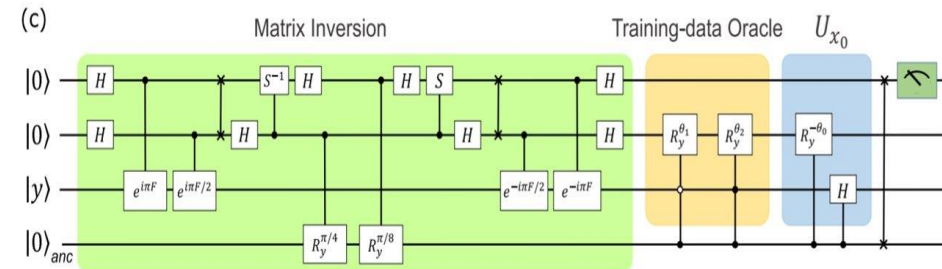 (c)
Matrix Inversion Training-data Oracle U_{x_0}
|0⟩ H S^{-1} H H S H
|0⟩ H H H H R_y^{θ_1} R_y^{θ_2} R_y^{-θ_0}
|y⟩ e^{iπF} e^{iπF/2} e^{-iπF/2} e^{-iπF} H
|0⟩_{anc} R_y^{π/4} R_y^{π/8}